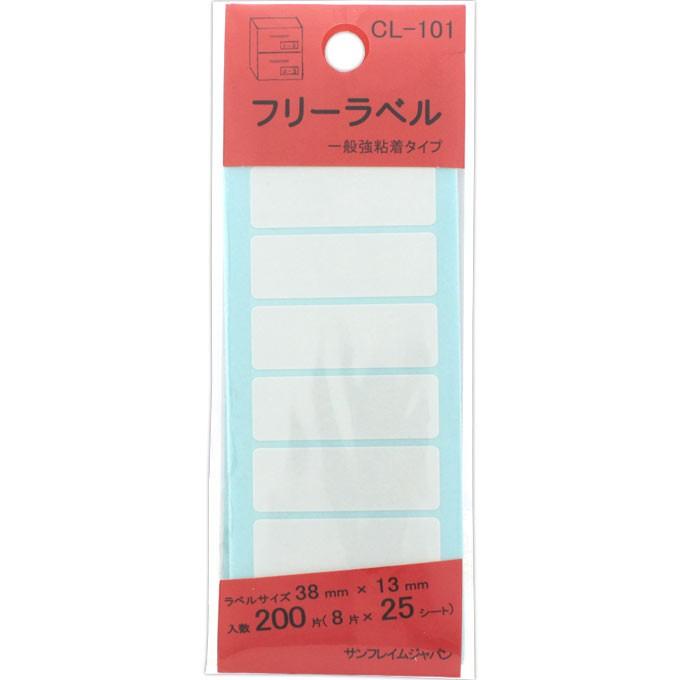 CL-101
フリーラベル
一般強粘着タイプ
ラベルサイズ 38 mm × 13 mm
入数 200 片(8 片 × 25 シート)
サンフレイムジャパン